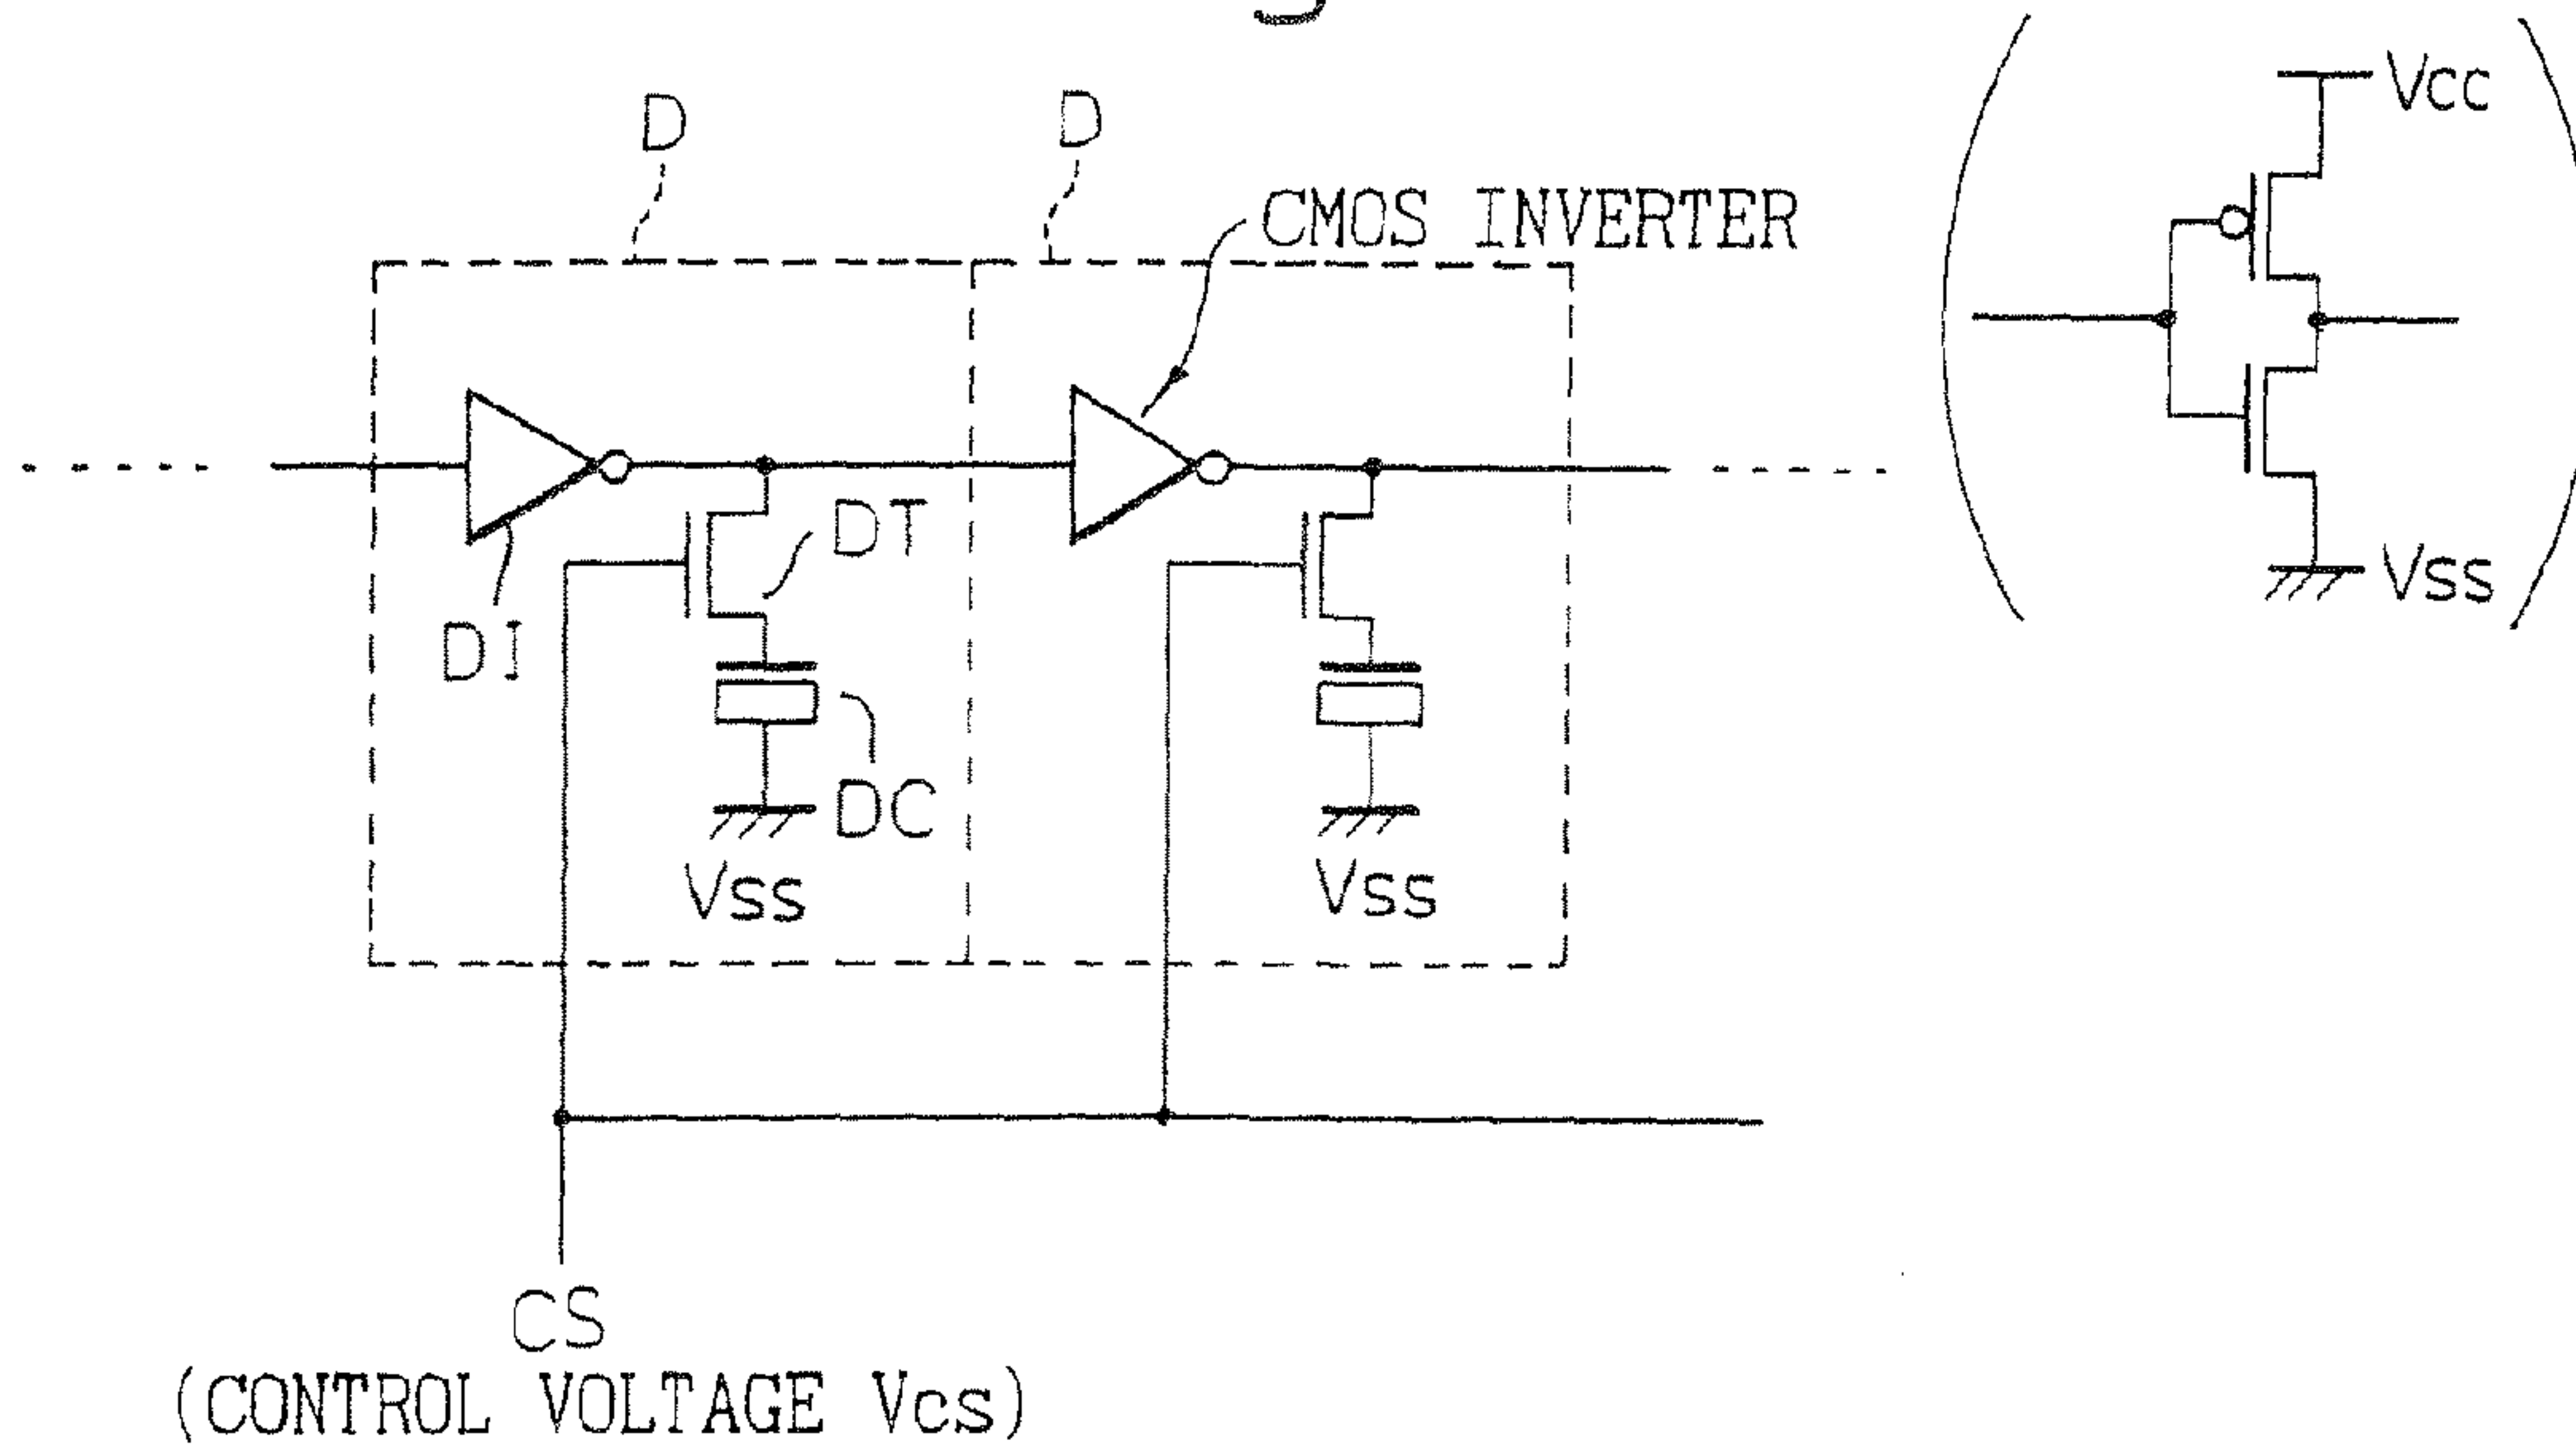 D
D
CMOS INVERTER
Vcc
Vss
DI
DT
DC
Vss
Vss
CS
(CONTROL VOLTAGE Vcs)